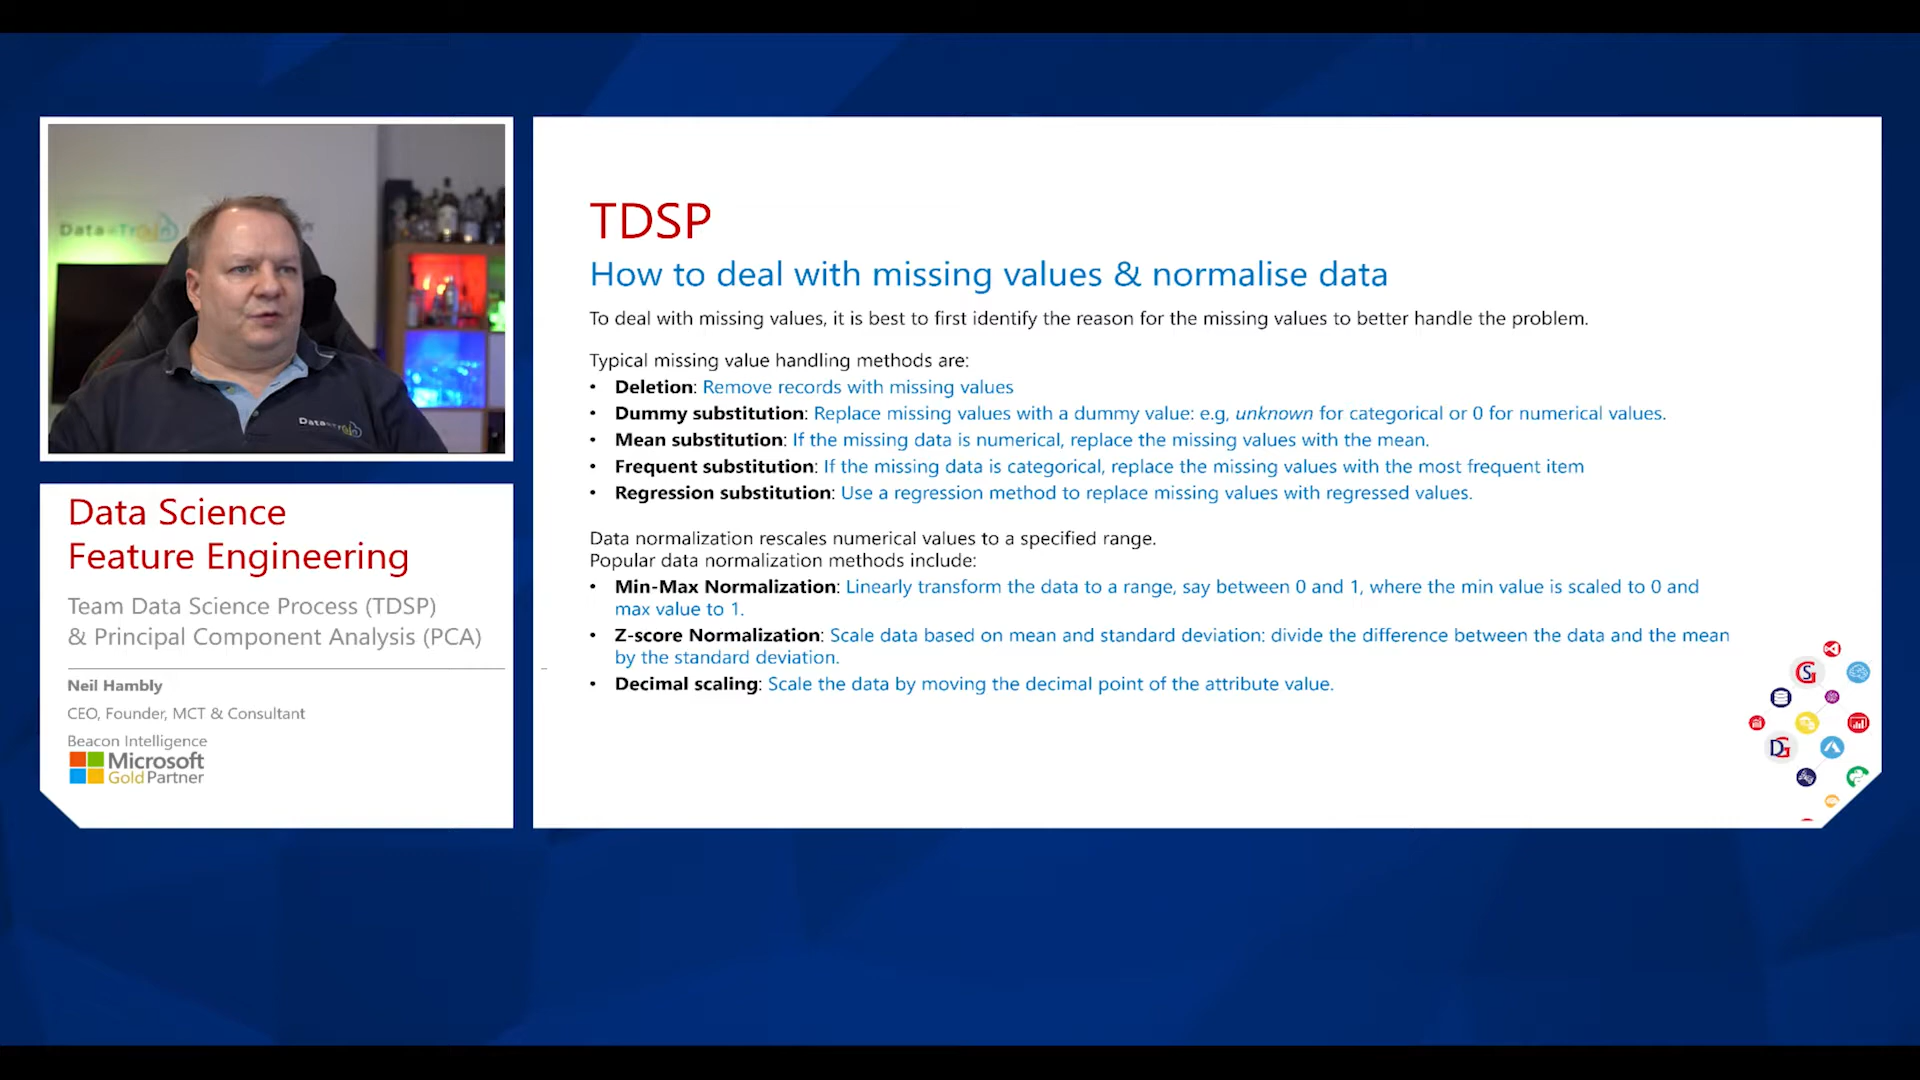 Data-Train
Data-Train
Data Science
Feature Engineering
Team Data Science Process (TDSP)
& Principal Component Analysis (PCA)
Neil Hambly
CEO, Founder, MCT & Consultant
Beacon Intelligence
Microsoft
Gold Partner
TDSP
How to deal with missing values & normalise data
To deal with missing values, it is best to first identify the reason for the missing values to better handle the problem.
Typical missing value handling methods are:
• Deletion: Remove records with missing values
• Dummy substitution: Replace missing values with a dummy value: e.g, unknown for categorical or 0 for numerical values.
• Mean substitution: If the missing data is numerical, replace the missing values with the mean.
• Frequent substitution: If the missing data is categorical, replace the missing values with the most frequent item
• Regression substitution: Use a regression method to replace missing values with regressed values.
Data normalization rescales numerical values to a specified range.
Popular data normalization methods include:
• Min-Max Normalization: Linearly transform the data to a range, say between 0 and 1, where the min value is scaled to 0 and
max value to 1.
• Z-score Normalization: Scale data based on mean and standard deviation: divide the difference between the data and the mean
by the standard deviation.
• Decimal scaling: Scale the data by moving the decimal point of the attribute value.